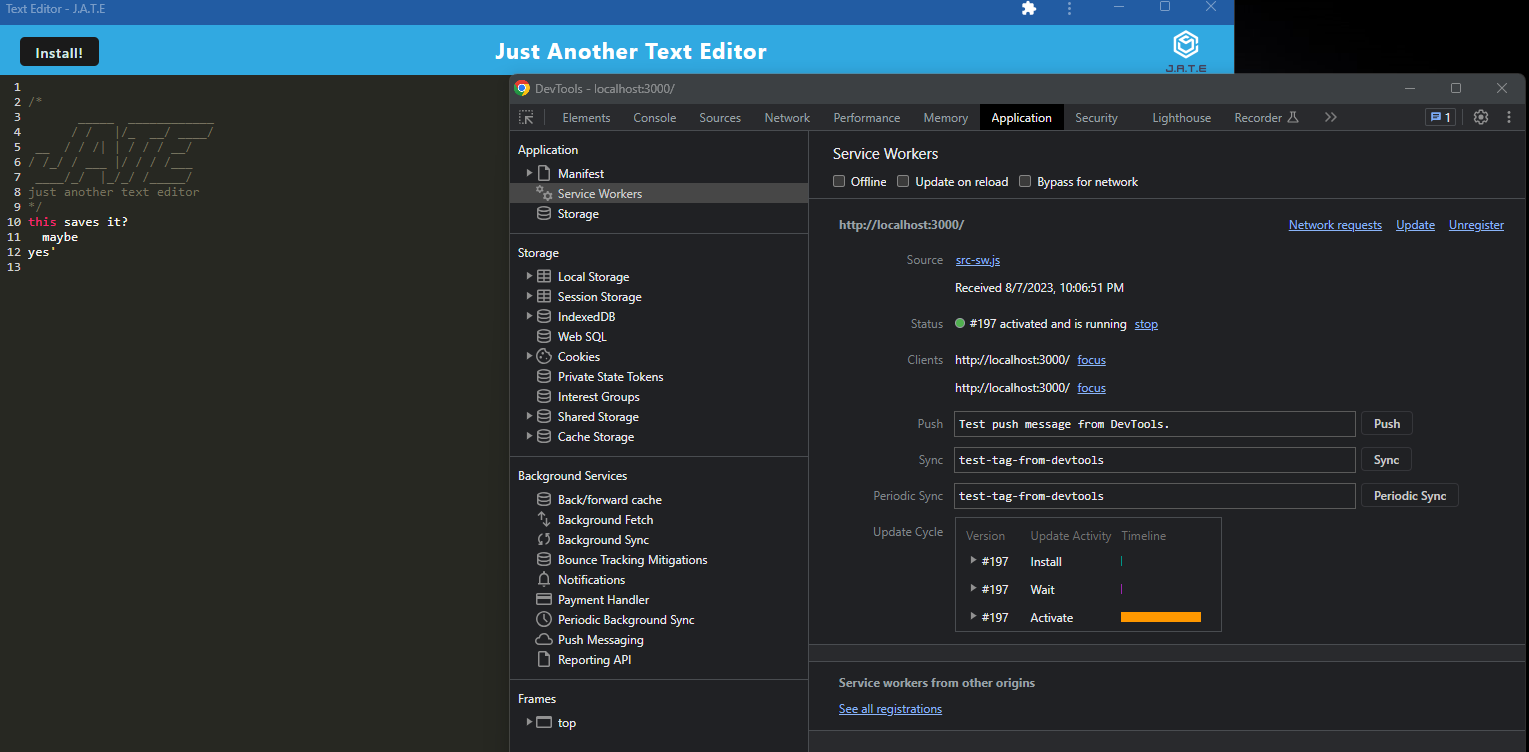 Text Editor - J.A.T.E
Install!
Just Another Text Editor
J.A.T.E
1
2 /*
3
4
5
6
7
8 just another text editor
9 */
10 this saves it?
11 maybe
12 yes'
13
DevTools - localhost:3000/
Elements Console Sources Network Performance Memory Application Security Lighthouse Recorder 1
Application
Manifest
Service Workers
Storage
Storage
Local Storage
Session Storage
IndexedDB
Web SQL
Cookies
Private State Tokens
Interest Groups
Shared Storage
Cache Storage
Background Services
Back/forward cache
Background Fetch
Background Sync
Bounce Tracking Mitigations
Notifications
Payment Handler
Periodic Background Sync
Push Messaging
Reporting API
Frames
top
Service Workers
Offline Update on reload Bypass for network
http://localhost:3000/ Network requests Update Unregister
Source src-sw.js
Received 8/7/2023, 10:06:51 PM
Status #197 activated and is running stop
Clients http://localhost:3000/ focus
http://localhost:3000/ focus
Push Test push message from DevTools. Push
Sync test-tag-from-devtools Sync
Periodic Sync test-tag-from-devtools Periodic Sync
Update Cycle Version Update Activity Timeline
#197 Install
#197 Wait
#197 Activate
Service workers from other origins
See all registrations